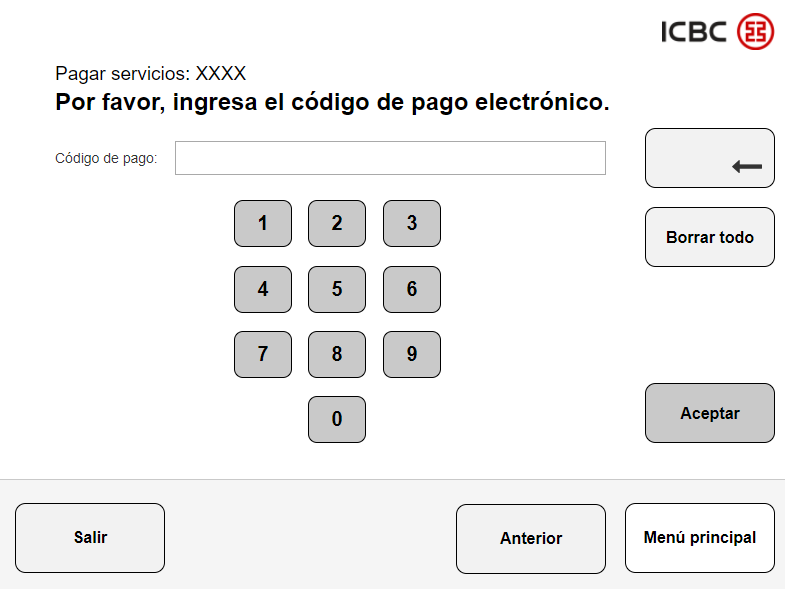 ICBC
Pagar servicios: XXXX
Por favor, ingresa el código de pago electrónico.
Código de pago:
1 2 3
Borrar todo
4 5 6
7 8 9
0
Aceptar
Salir
Anterior
Menú principal